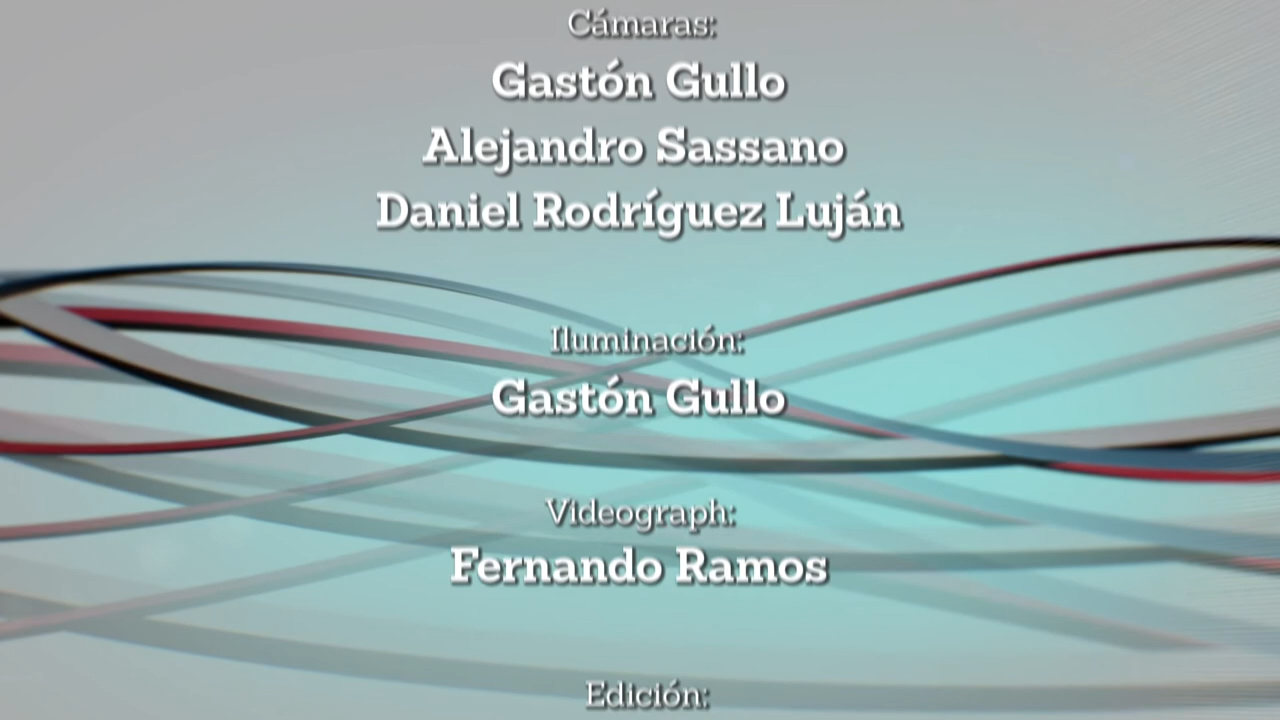 Cámaras:
Gastón Gullo
Alejandro Sassano
Daniel Rodríguez Luján
Iluminación:
Gastón Gullo
Videograph:
Fernando Ramos
Edición: